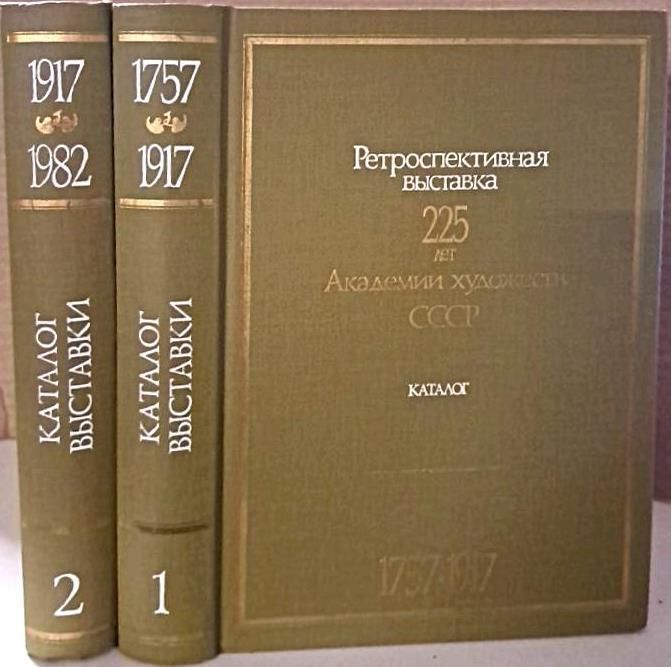 1917
1982
КАТАЛОГ
ВЫСТАВКИ
2
1757
1917
КАТАЛОГ
ВЫСТАВКИ
1
Ретроспективная
выставка
225
лет
Академии художеств
СССР
КАТАЛОГ
1757·1917